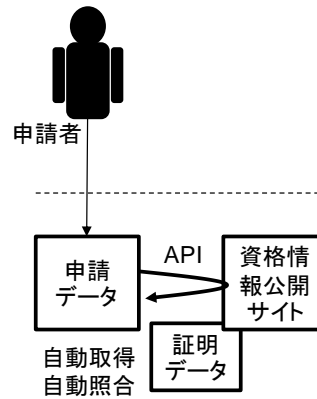 申請者
申請
データ
API
資格情
報公開
サイト
自動取得
自動照合
証明
データ